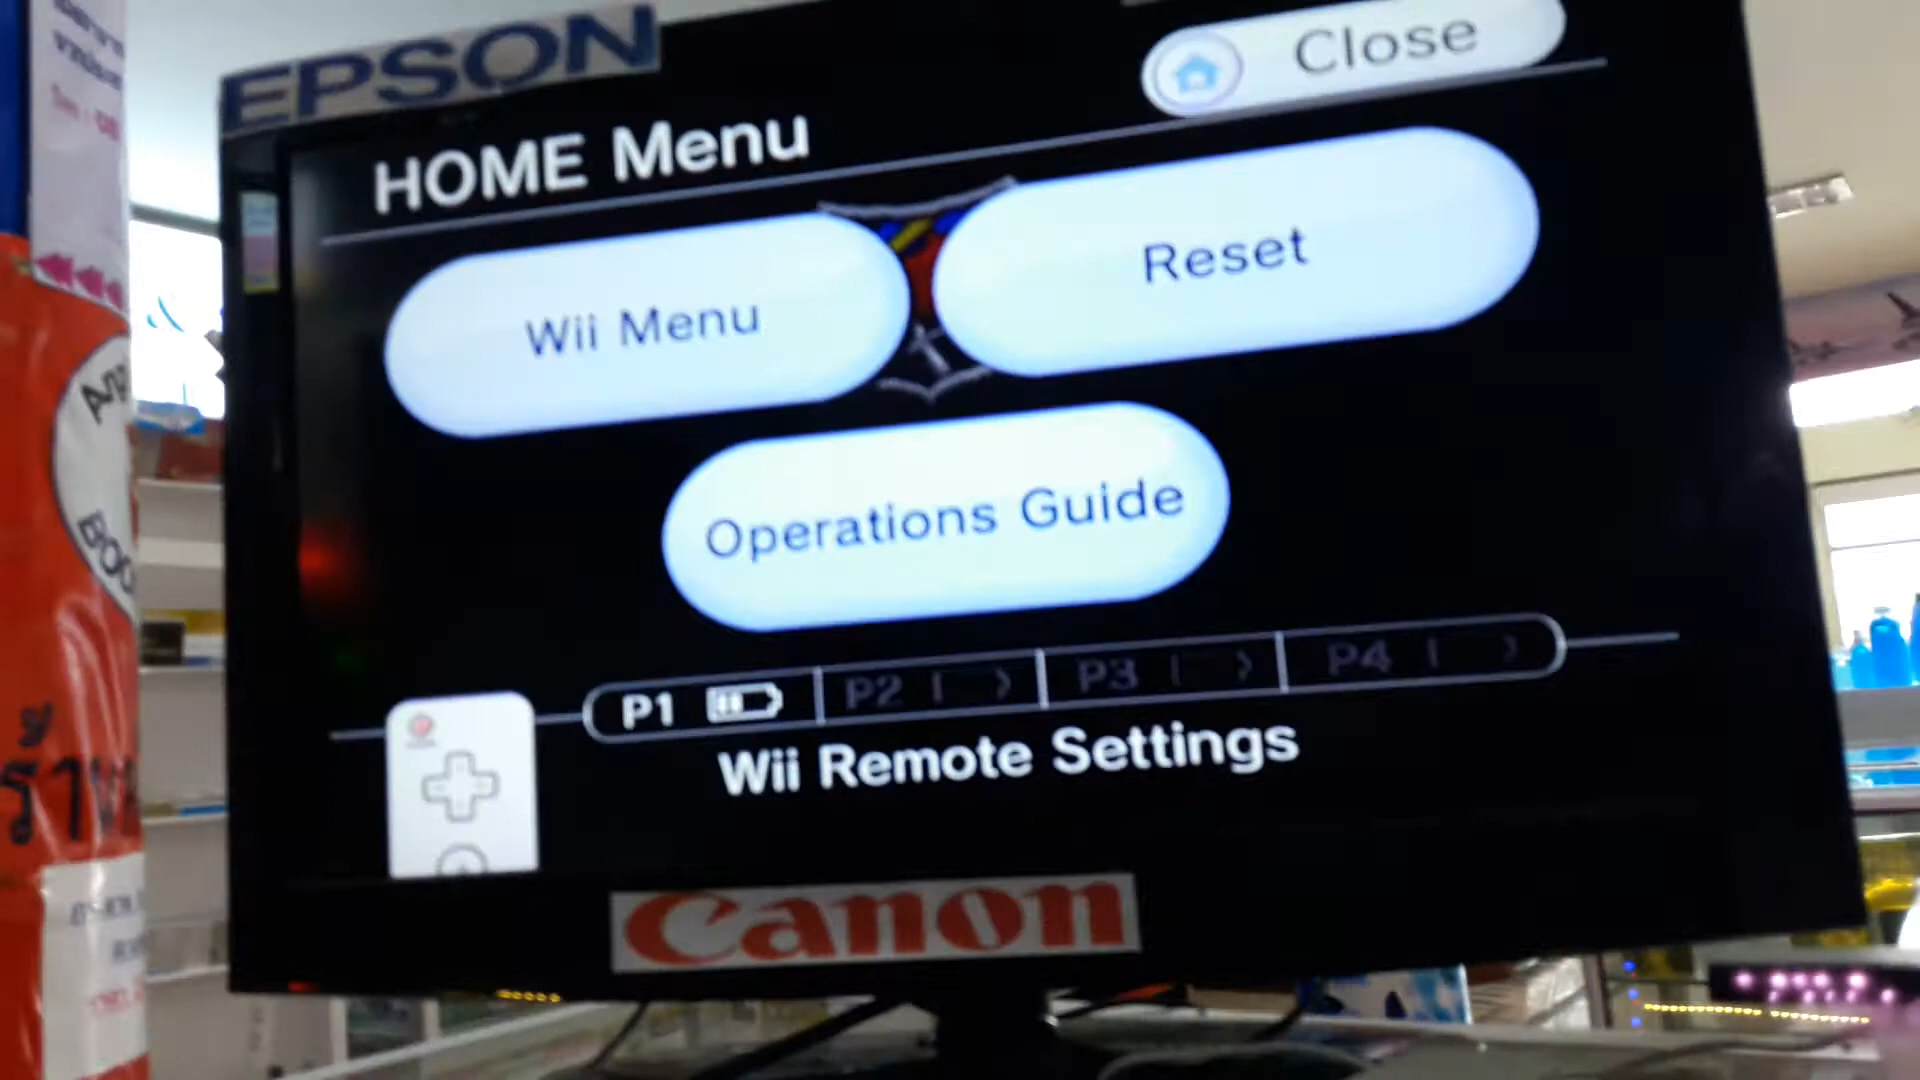 EPSON
Close
HOME Menu
Wii Menu
Reset
Operations Guide
P1
P2
P3
P4
Wii Remote Settings
Canon